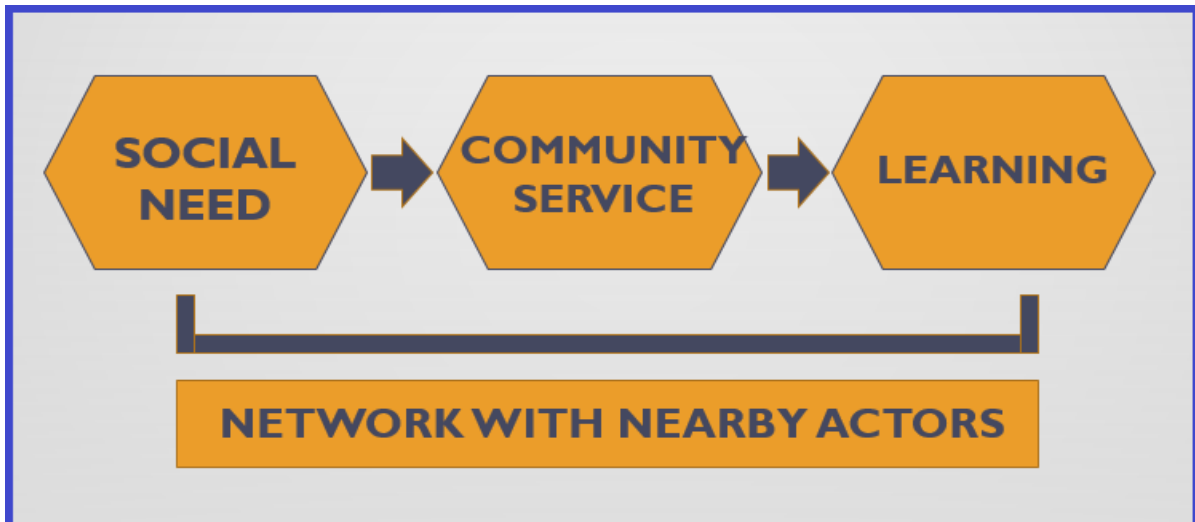 SOCIAL
NEED
COMMUNITY
SERVICE
LEARNING
NETWORK WITH NEARBY ACTORS